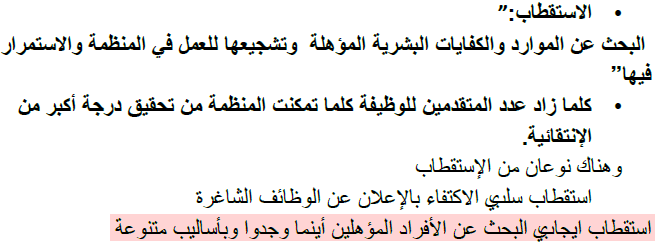 • الاستقطاب:”
البحث عن الموارد والكفايات البشرية المؤهلة وتشجيعها للعمل في المنظمة والاستمرار
فيها”
• كلما زاد عدد المتقدمين للوظيفة كلما تمكنت المنظمة من تحقيق درجة أكبر من
الإنتقائية.
وهناك نوعان من الإستقطاب
استقطاب سلبي الاكتفاء بالإعلان عن الوظائف الشاغرة
استقطاب ايجابي البحث عن الأفراد المؤهلين أينما وجدوا وبأساليب متنوعة